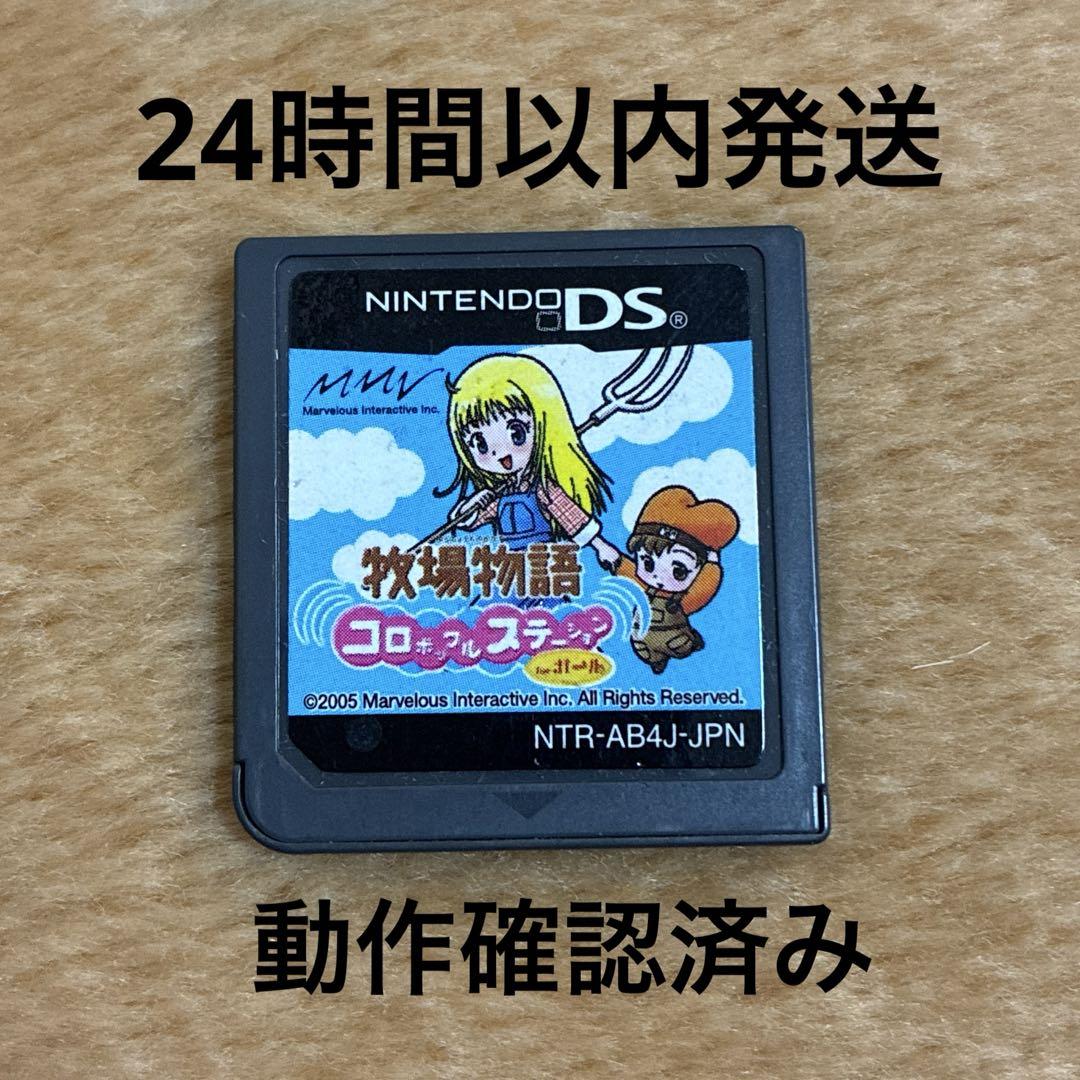 24時間以内発送
NINTENDO DS®
Marvelous Interactive Inc.
牧場物語
コロボックルステーション
for ガール
©2005 Marvelous Interactive Inc. All Rights Reserved.
NTR-AB4J-JPN
動作確認済み